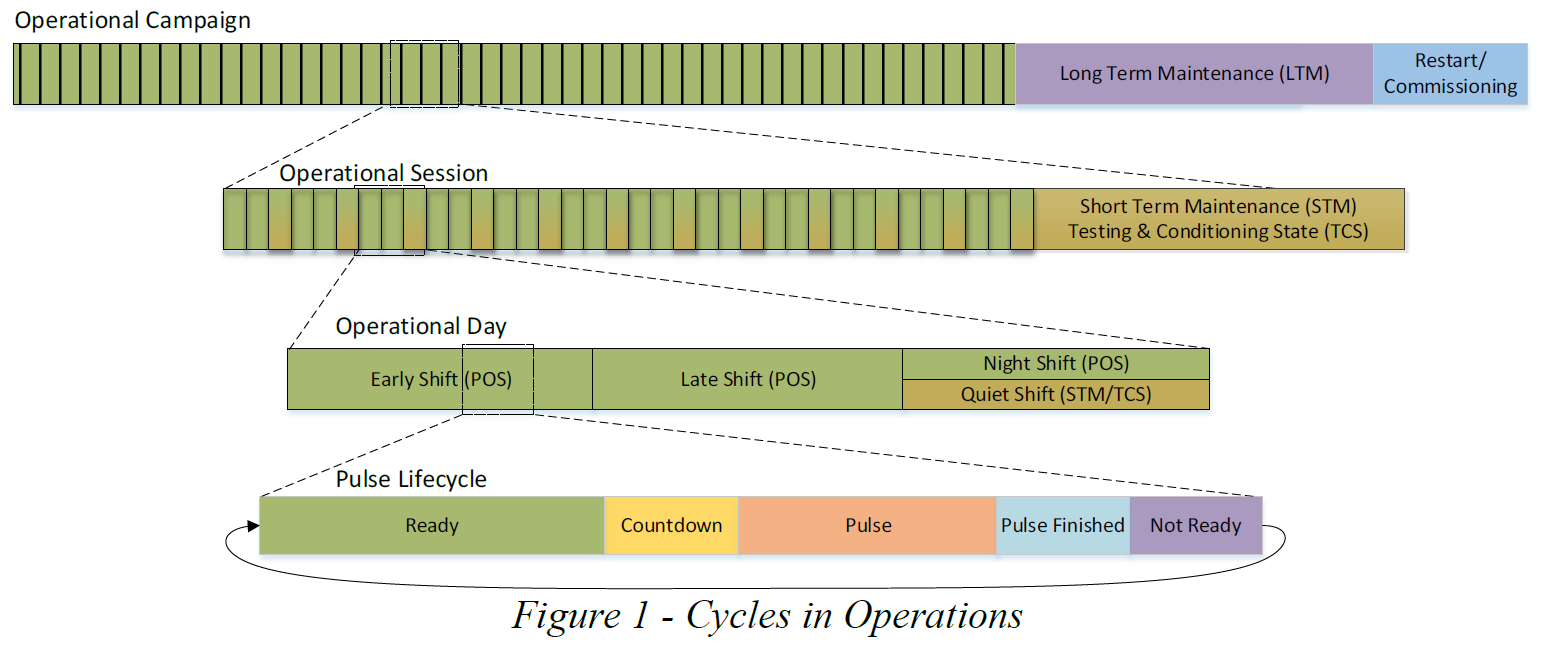 Operational Campaign
Long Term Maintenance (LTM)
Restart/
Commissioning
Operational Session
Short Term Maintenance (STM)
Testing & Conditioning State (TCS)
Operational Day
Early Shift (POS)
Late Shift (POS)
Night Shift (POS)
Quiet Shift (STM/TCS)
Pulse Lifecycle
Ready
Countdown
Pulse
Pulse Finished
Not Ready
Figure 1 - Cycles in Operations